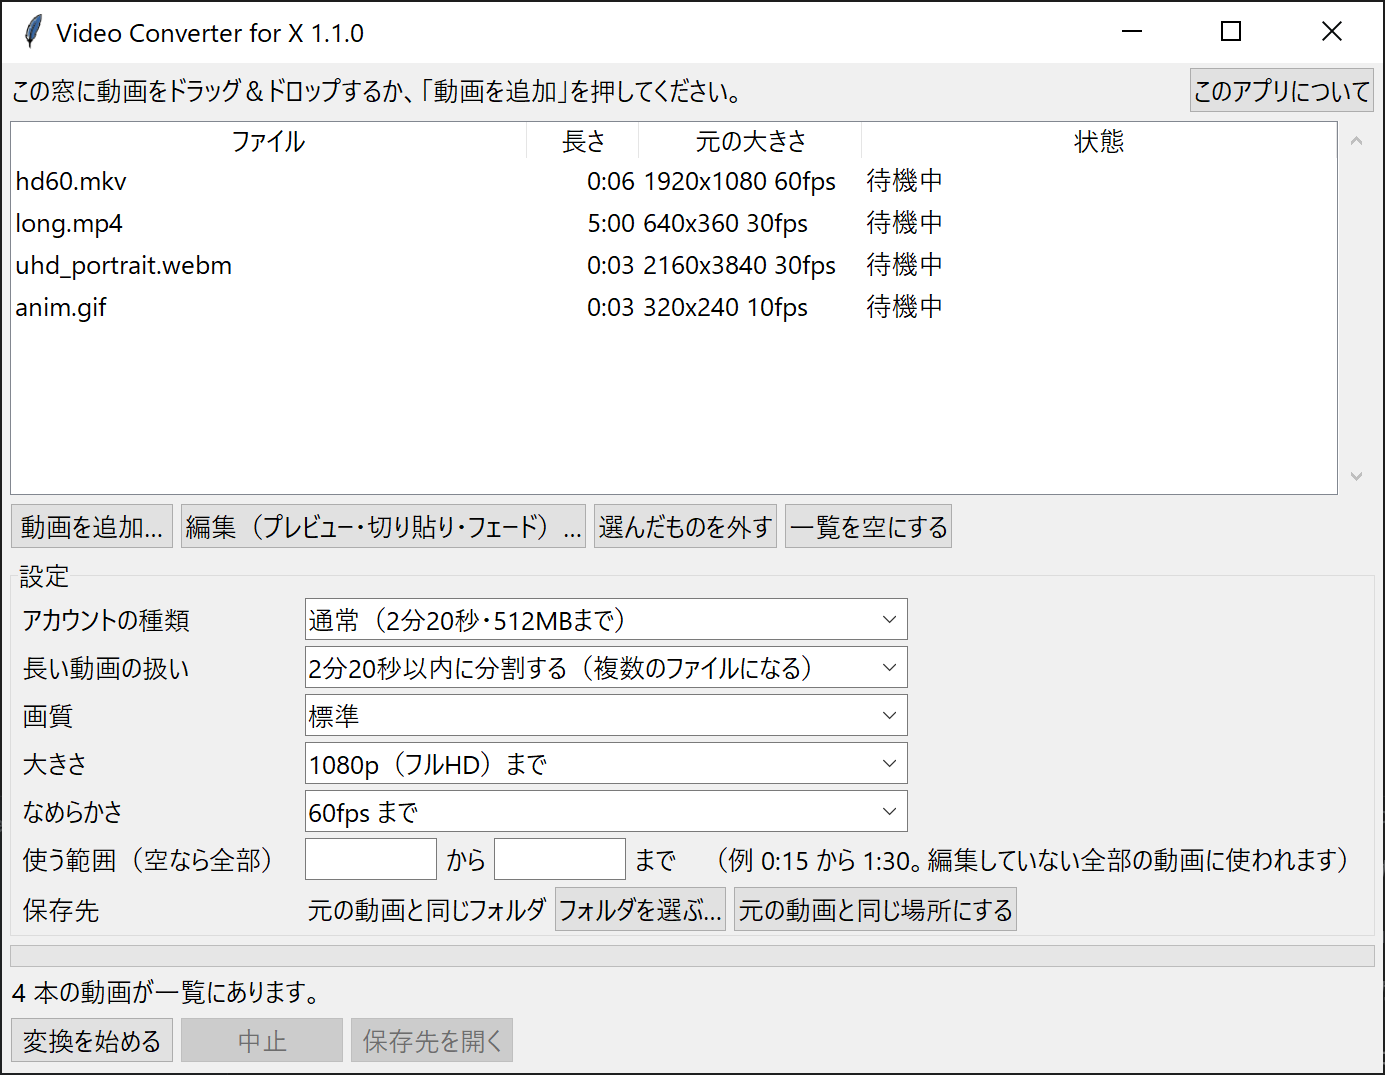 Video Converter for X 1.1.0
この窓に動画をドラッグ＆ドロップするか、「動画を追加」を押してください。 このアプリについて
ファイル 長さ 元の大きさ 状態
hd60.mkv 0:06 1920x1080 60fps 待機中
long.mp4 5:00 640x360 30fps 待機中
uhd_portrait.webm 0:03 2160x3840 30fps 待機中
anim.gif 0:03 320x240 10fps 待機中
動画を追加... 編集（プレビュー・切り貼り・フェード）... 選んだものを外す 一覧を空にする
設定
アカウントの種類 通常（2分20秒・512MBまで）
長い動画の扱い 2分20秒以内に分割する（複数のファイルになる）
画質 標準
大きさ 1080p（フルHD）まで
なめらかさ 60fps まで
使う範囲（空なら全部） から まで （例 0:15 から 1:30。編集していない全部の動画に使われます）
保存先 元の動画と同じフォルダ フォルダを選ぶ... 元の動画と同じ場所にする
4 本の動画が一覧にあります。
変換を始める 中止 保存先を開く